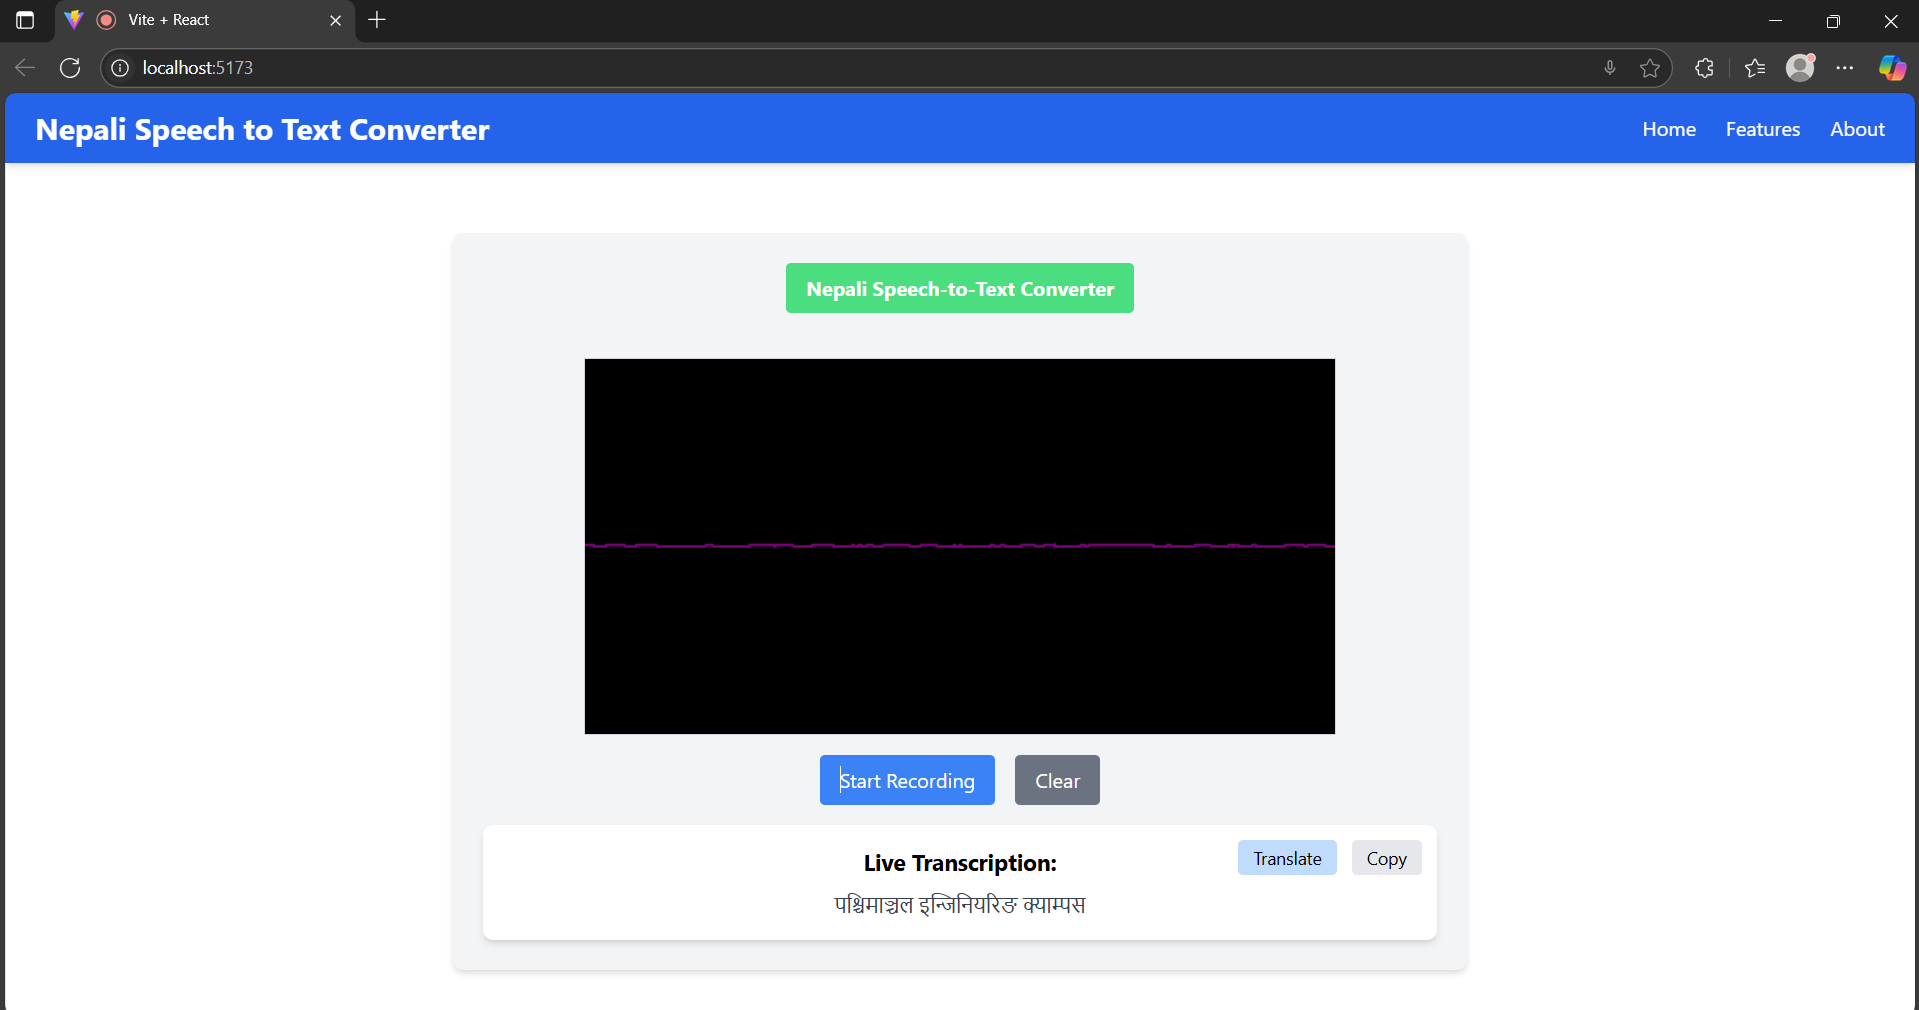 Vite + React
localhost:5173
Nepali Speech to Text Converter
Home Features About
Nepali Speech-to-Text Converter
Start Recording Clear
Live Transcription:
Translate Copy
पश्चिमाञ्चल इन्जिनियरिङ क्याम्पस